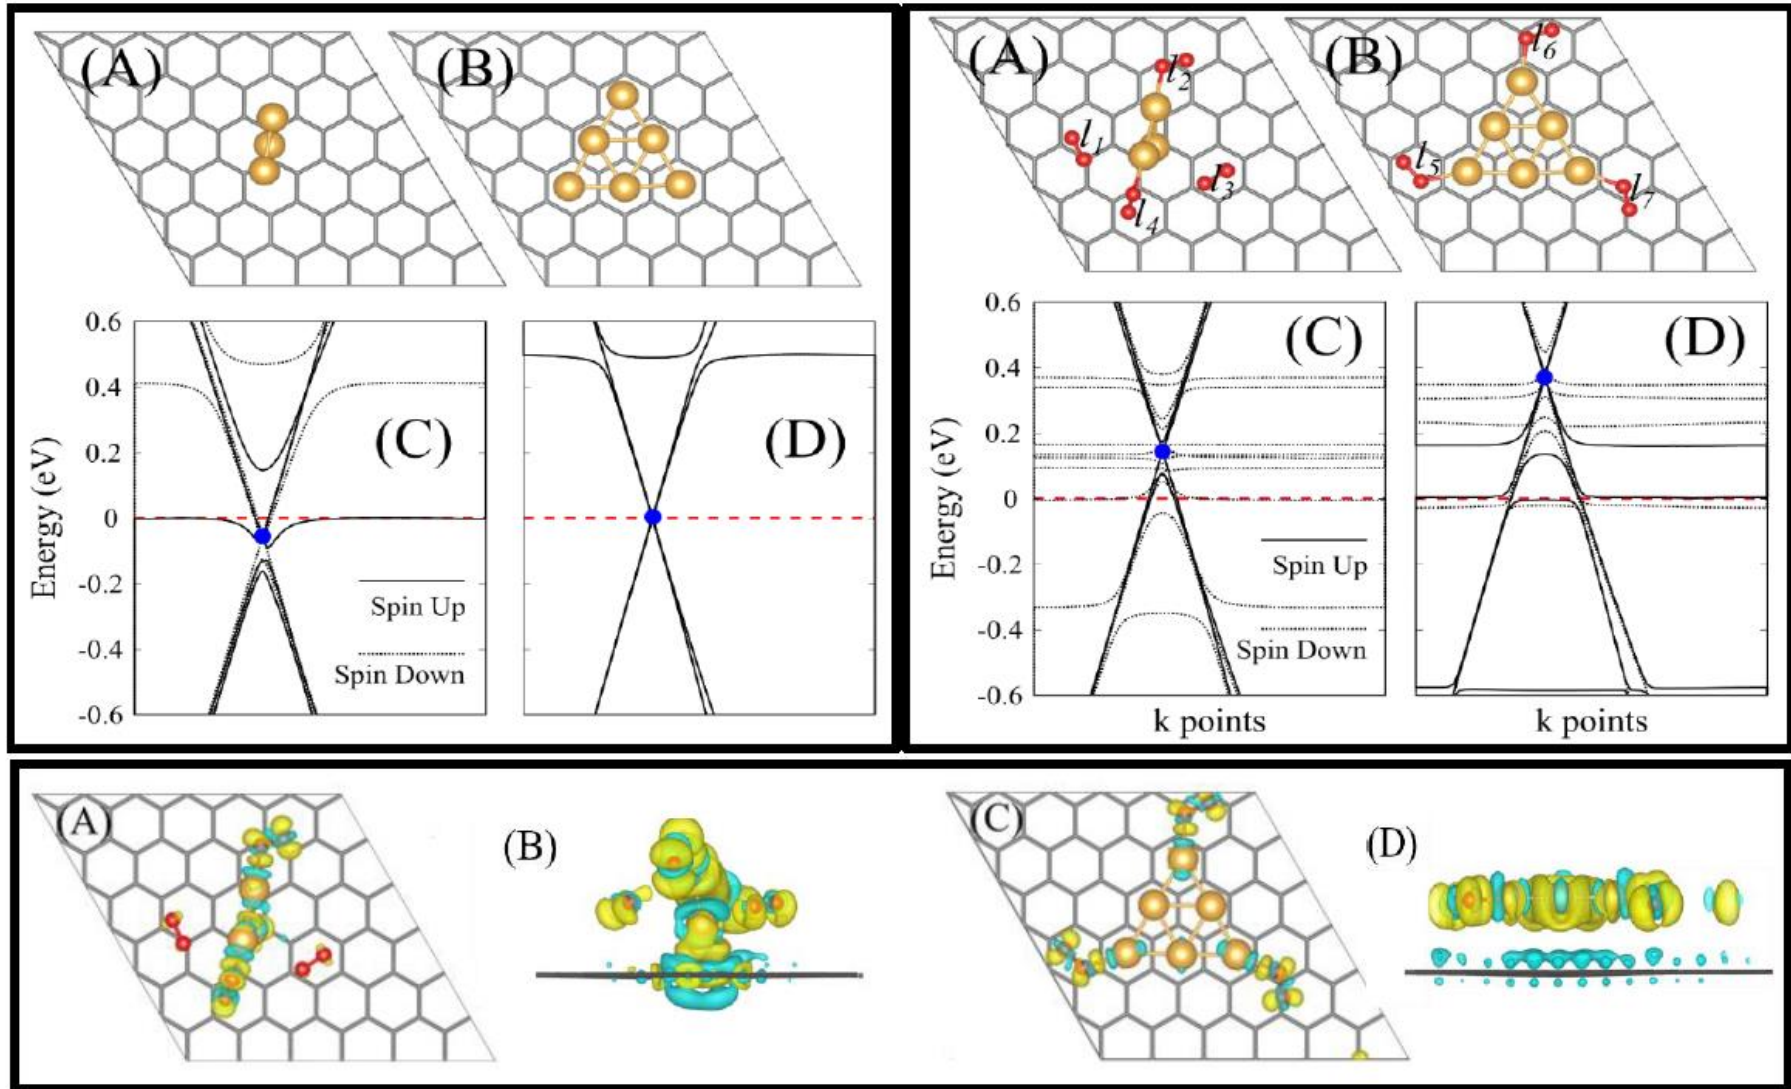 (A)
(B)
0.6
0.4
0.2
0
-0.2
-0.4
-0.6
Energy (eV)
(C)
Spin Up
Spin Down
(D)
(A)
l1
l2
l3
l4
(B)
l5
l6
l7
0.6
0.4
0.2
0
-0.2
-0.4
-0.6
Energy (eV)
(C)
Spin Up
Spin Down
k points
(D)
k points
(A)
(B)
(C)
(D)